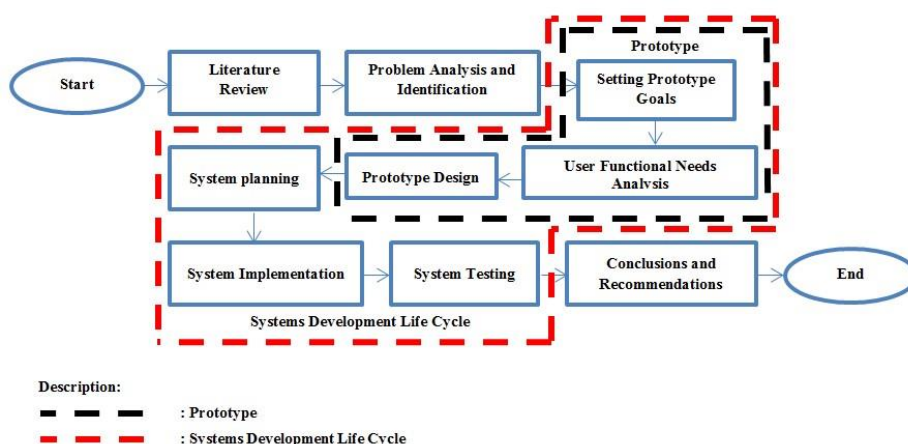 Prototype
Start
Literature
Review
Problem Analysis and
Identification
Setting Prototype
Goals
System planning
Prototype Design
User Functional Needs
Analysis
System Implementation
System Testing
Conclusions and
Recommendations
End
Systems Development Life Cycle
Description:
: Prototype
: Systems Development Life Cycle